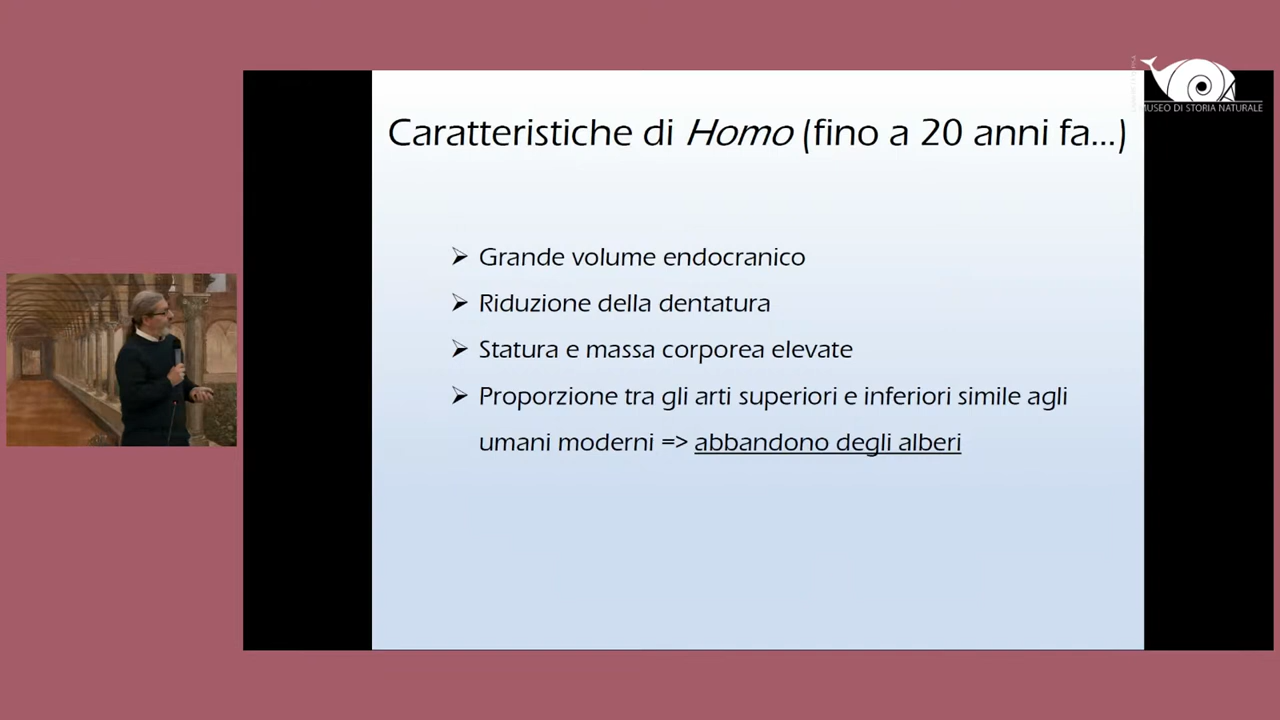 Caratteristiche di Homo (fino a 20 anni fa...)
➢ Grande volume endocranico
➢ Riduzione della dentatura
➢ Statura e massa corporea elevate
➢ Proporzione tra gli arti superiori e inferiori simile agli
umani moderni => abbandono degli alberi
MUSEO DI STORIA NATURALE